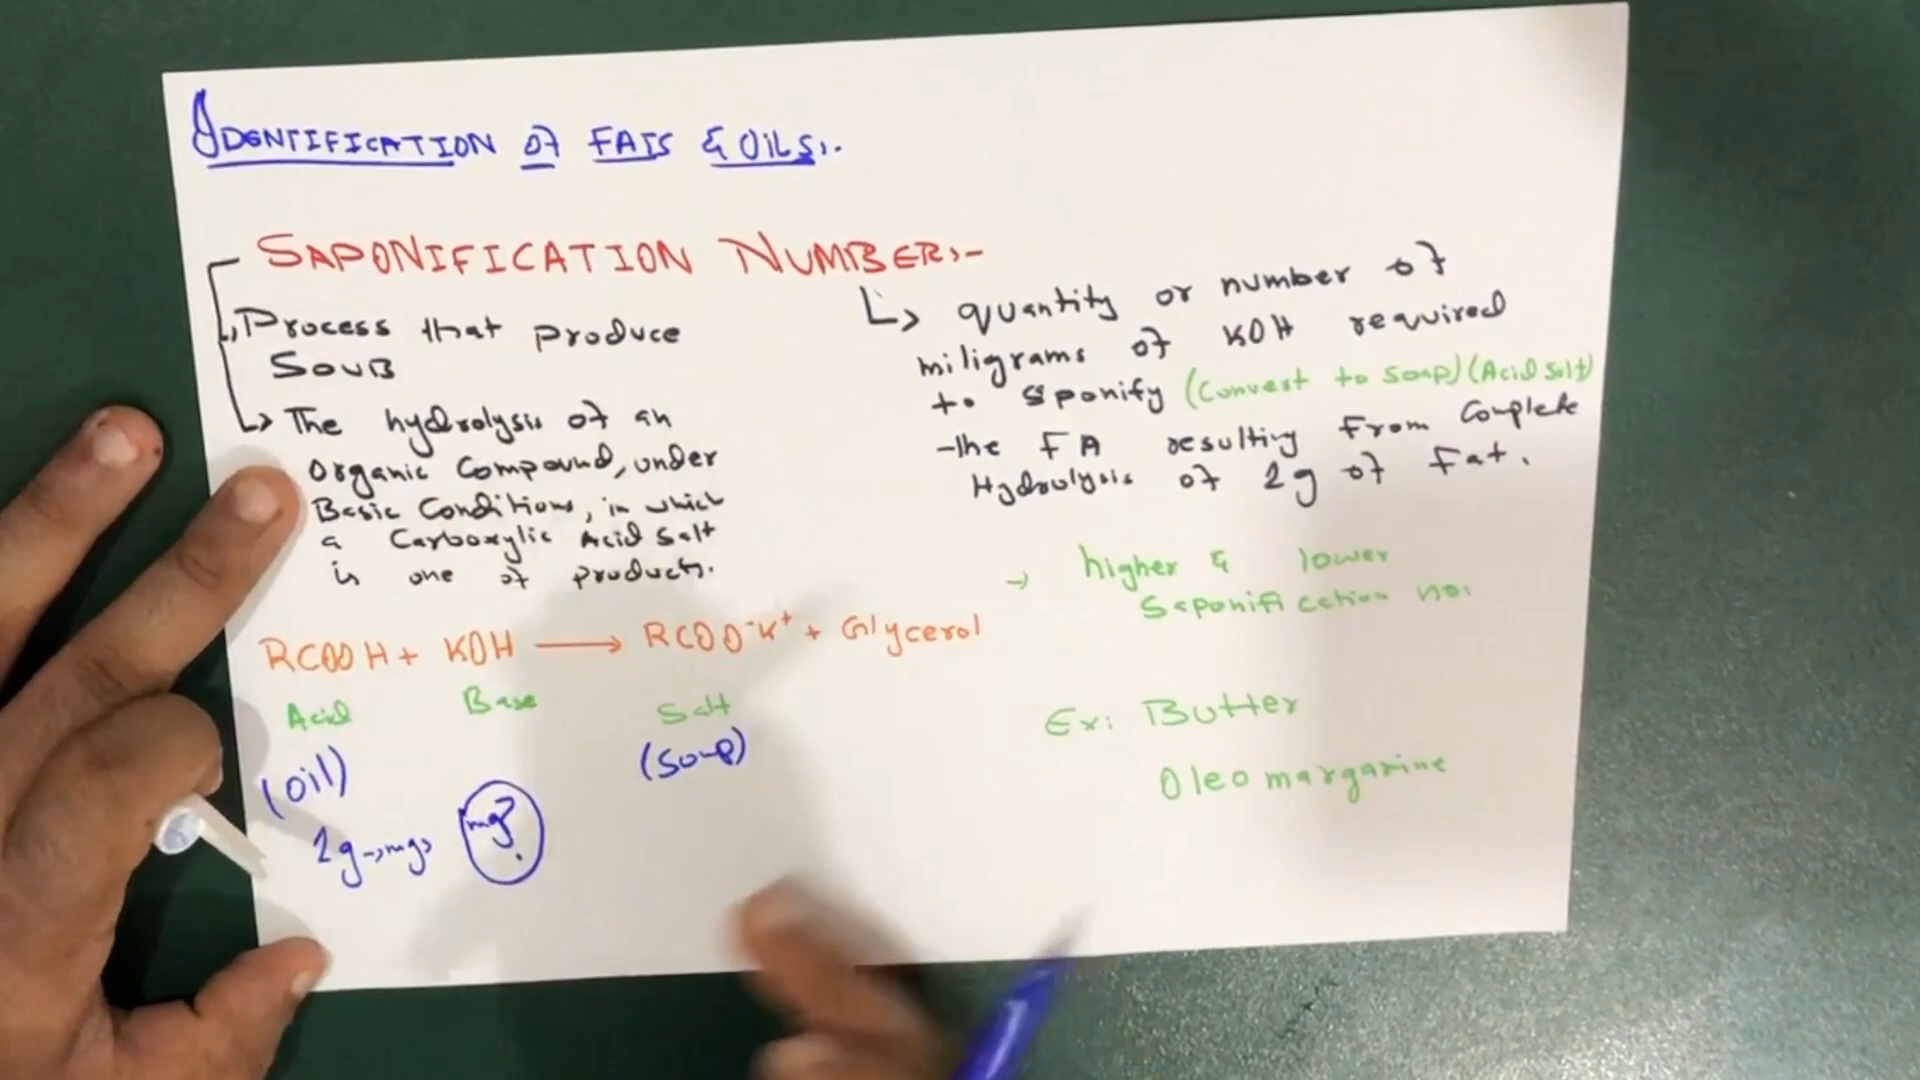 IDENTIFICATION Of FATS & OILS:-
SAPONIFICATION NUMBER:-
Process that produce
SouB
The hydrolysis of an
Organic Compound, under
Basic Conditions, in which
a Carboxylic Acid Salt
is one of products.
RCOOH + KOH → RCOO⁻K⁺ + Glycerol
Acid Base Salt
(Oil) (Soap)
1g→mgs mg?
↳ quantity or number of
miligrams of KOH required
to Sponify (Convert to Soap) (Acid Salt)
the FA resulting From Complete
Hydrolysis of 1g of Fat.
→ higher & lower
Saponification no:
Ex: Butter
Oleomargarine